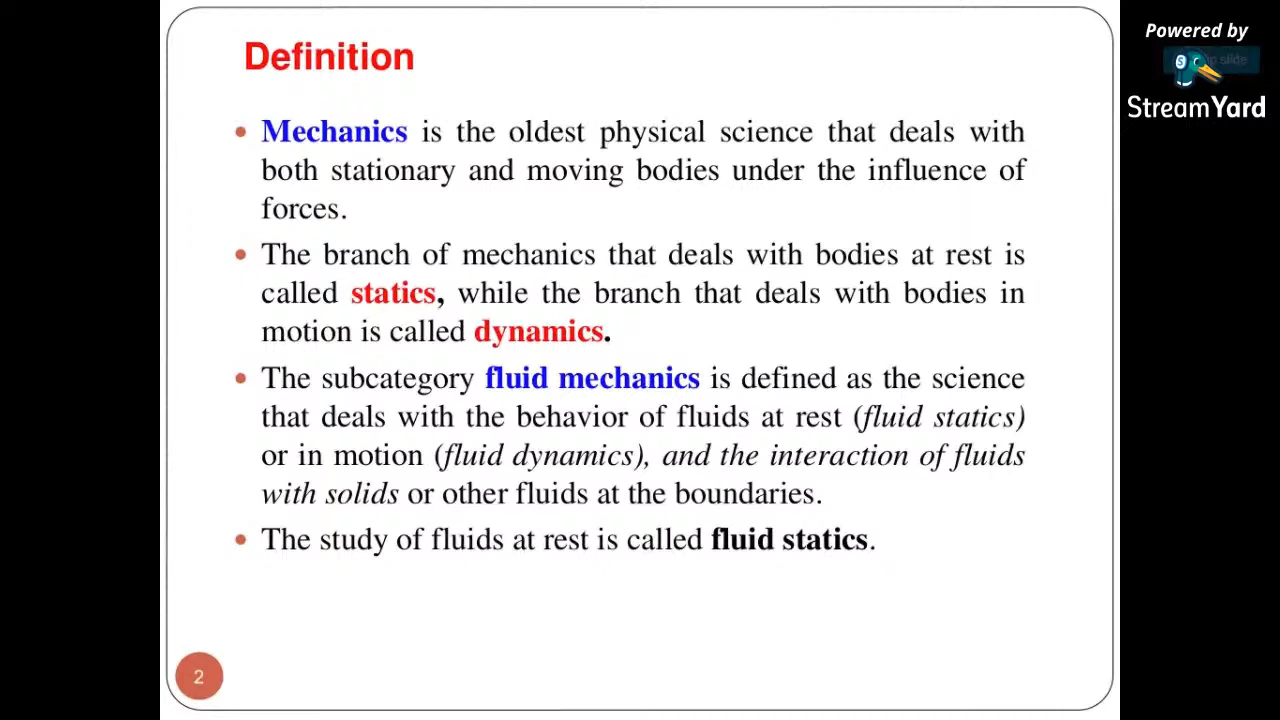 Definition
Powered by
slide
StreamYard
Mechanics is the oldest physical science that deals with
both stationary and moving bodies under the influence of
forces.
The branch of mechanics that deals with bodies at rest is
called statics, while the branch that deals with bodies in
motion is called dynamics.
The subcategory fluid mechanics is defined as the science
that deals with the behavior of fluids at rest (fluid statics)
or in motion (fluid dynamics), and the interaction of fluids
with solids or other fluids at the boundaries.
The study of fluids at rest is called fluid statics.
2